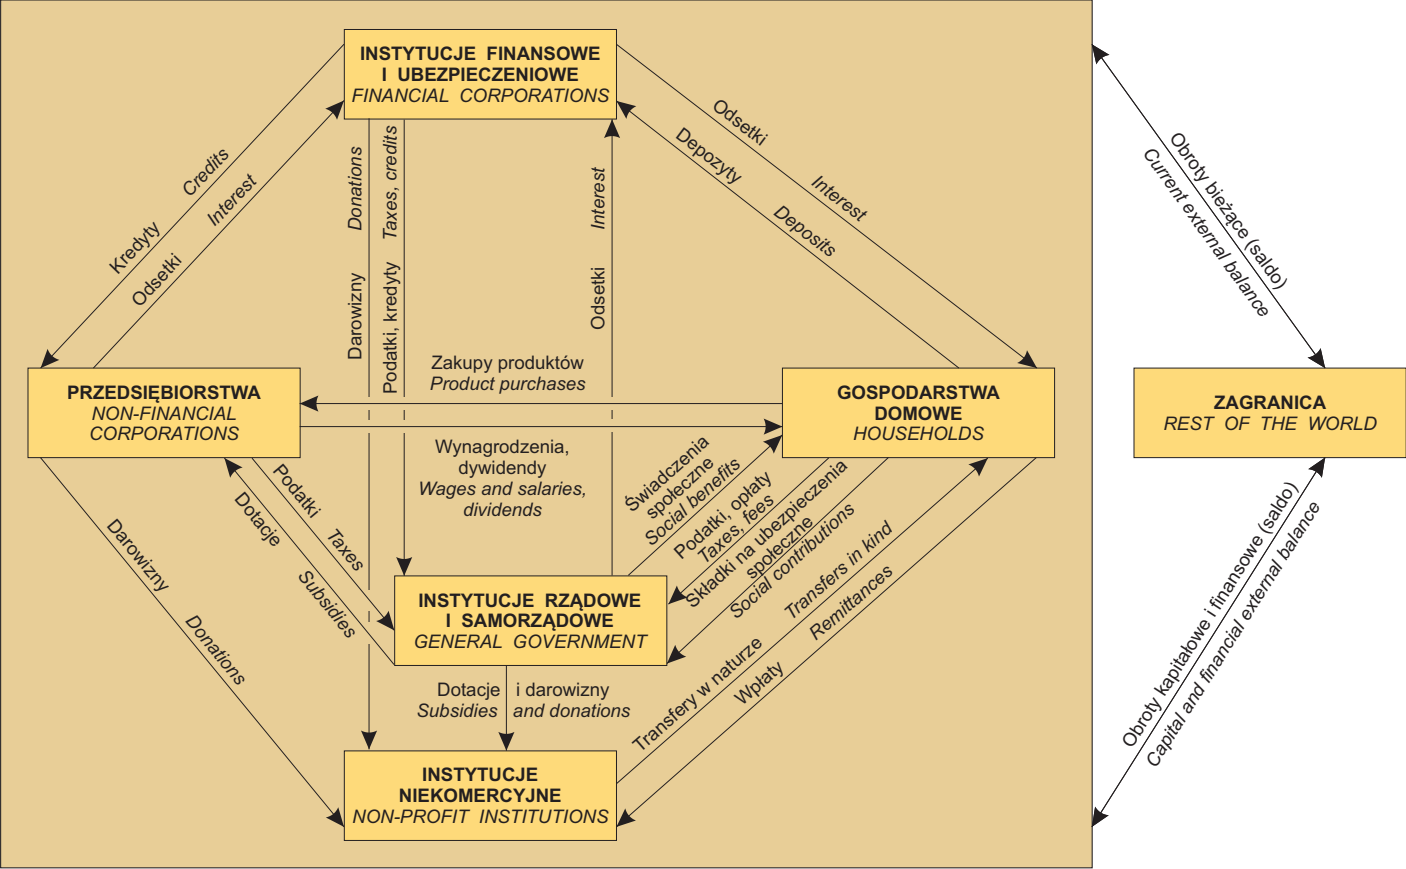 INSTYTUCJE FINANSOWE
I UBEZPIECZENIOWE
FINANCIAL CORPORATIONS
Kredyty Credits
Odsetki Interest
Darowizny Donations
Podatki, kredyty Taxes, credits
Odsetki Interest
Odsetki Interest
Depozyty Deposits
Obroty bieżące (saldo)
Current external balance
PRZEDSIĘBIORSTWA
NON-FINANCIAL
CORPORATIONS
Zakupy produktów
Product purchases
Wynagrodzenia,
dywidendy
Wages and salaries,
dividends
GOSPODARSTWA
DOMOWE
HOUSEHOLDS
ZAGRANICA
REST OF THE WORLD
Podatki Taxes
Dotacje Subsidies
Darowizny Donations
Świadczenia
społeczne
Social benefits
Podatki, opłaty
Taxes, fees
Składki na ubezpieczenia
społeczne
Social contributions
Transfery w naturze Transfers in kind
Wpłaty Remittances
INSTYTUCJE RZĄDOWE
I SAMORZĄDOWE
GENERAL GOVERNMENT
Dotacje i darowizny
Subsidies and donations
INSTYTUCJE
NIEKOMERCYJNE
NON-PROFIT INSTITUTIONS
Obroty kapitałowe i finansowe (saldo)
Capital and financial external balance